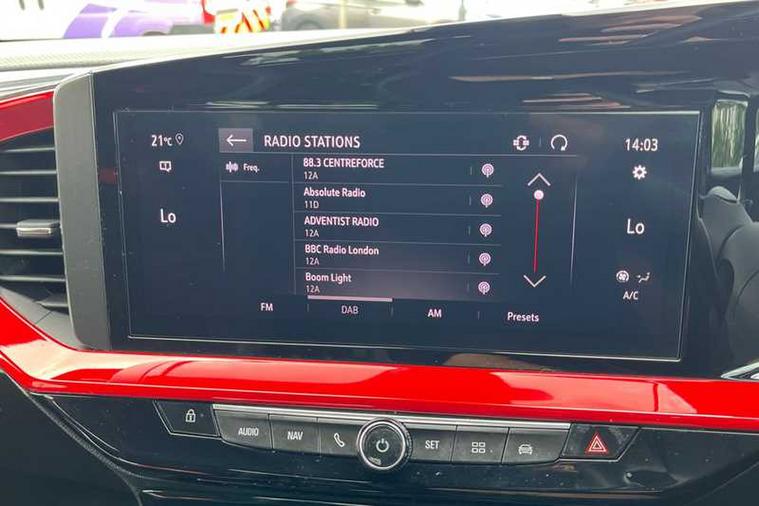 21°C
RADIO STATIONS
14:03
Freq.
88.3 CENTREFORCE
12A
Absolute Radio
11D
Lo
ADVENTIST RADIO
12A
Lo
BBC Radio London
12A
Boom Light
12A
A/C
FM
DAB
AM
Presets
AUDIO
NAV
SET